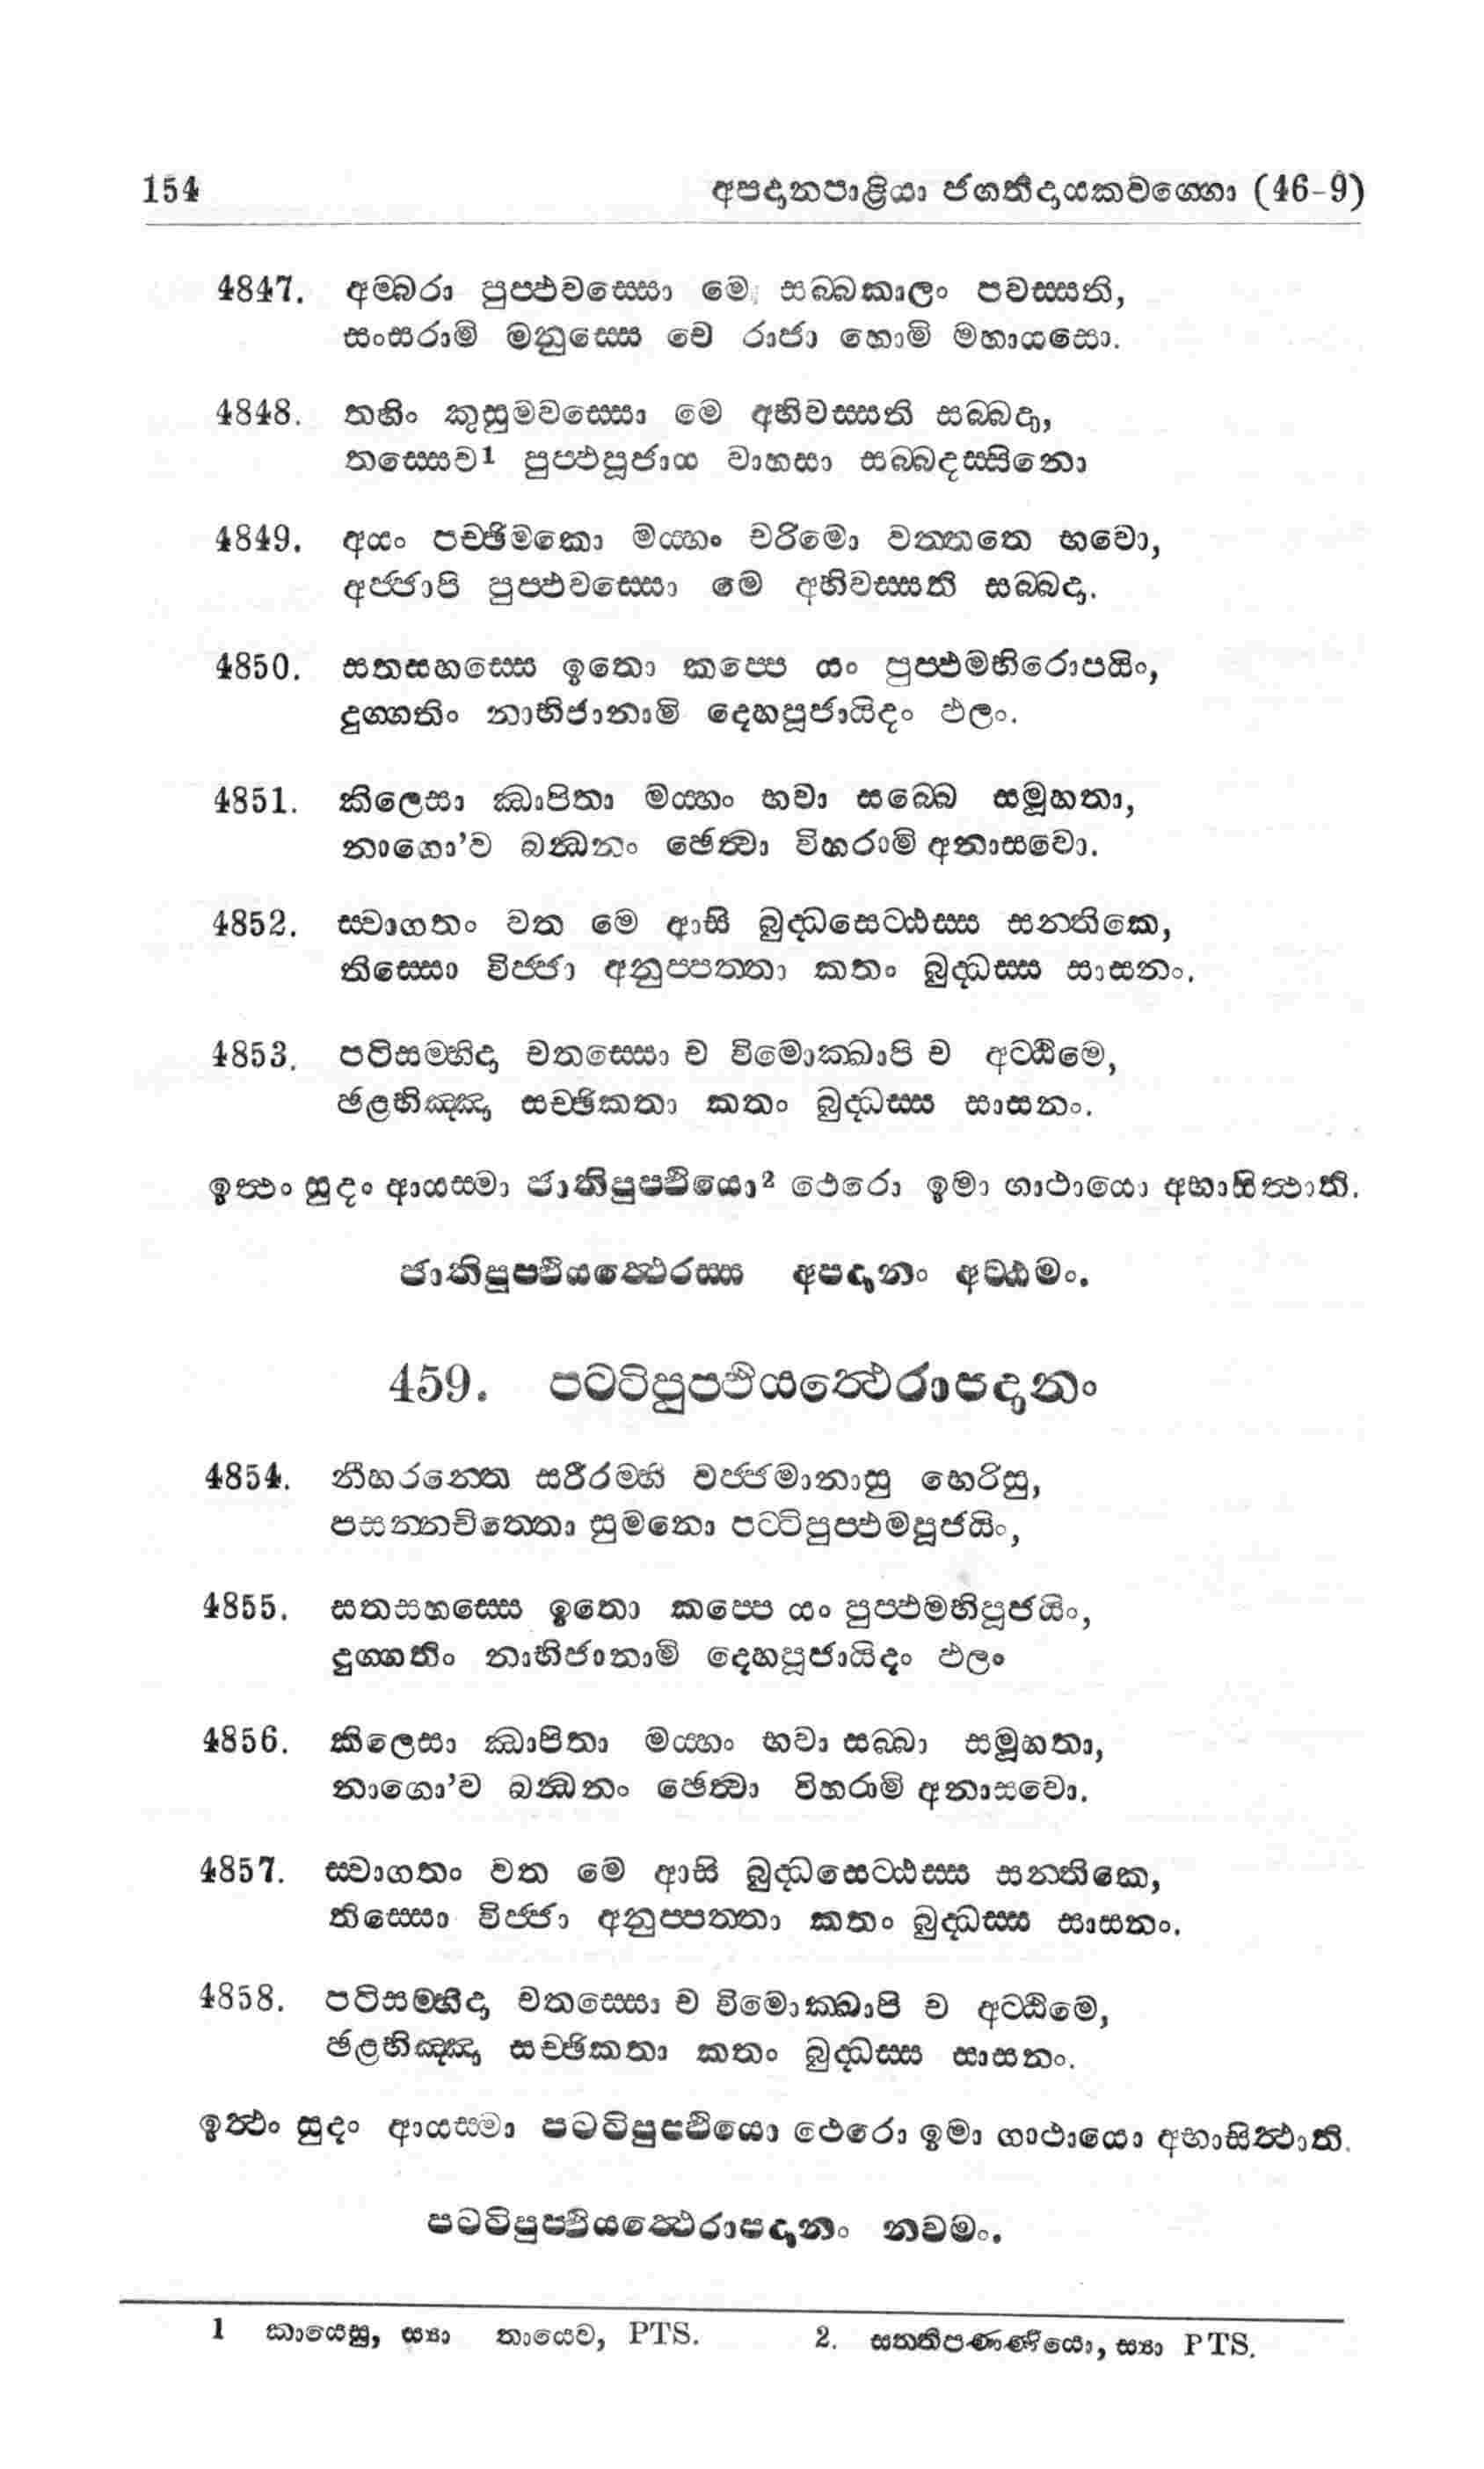 154 අපදානපාළියා ජගතීදායකවග්ගො (46-9)
4847. අම්බරා පුප්ඵවස්සො මෙ සබ්බකාලං පවස්සති,
සංසරාමි මනුස්සෙ චෙ රාජා හොමි මහායසො.
4848. තහිං කුසුමවස්සො මෙ අභිවස්සති සබ්බදා,
තස්සෙව1 පුප්ඵපූජාය වාහසා සබ්බදස්සිනො
4849. අයං පච්ඡිමකො මය්හං චරිමො වත්තතෙ භවො,
අජ්ජාපි පුප්ඵවස්සො මෙ අභිවස්සති සබ්බදා.
4850. සතසහස්සෙ ඉතො කප්පෙ යං පුප්ඵමභිරොපයිං,
දුග්ගතිං නාභිජානාමි දෙහපූජායිදං ඵලං.
4851. කිලෙසා ඣාපිතා මය්හං භවා සබ්බෙ සමූහතා,
නාගො'ව බන්ධනං ඡෙත්වා විහරාමි අනාසවො.
4852. ස්වාගතං වත මෙ ආසි බුද්ධසෙට්ඨස්ස සන්තිකෙ,
තිස්සො විජ්ජා අනුප්පත්තා කතං බුද්ධස්ස සාසනං.
4853. පටිසම්භිදා චතස්සො ච විමොක්ඛාපි ච අට්ඨිමෙ,
ඡළභිඤ්ඤා සච්ඡිකතා කතං බුද්ධස්ස සාසනං.
ඉත්ථං සුදං ආයස්මා ජාතිපුප්ඵියො2 ථෙරො ඉමා ගාථායො අභාසිත්ථාති.
ජාතිපුප්ඵියත්ථෙරස්ස අපදානං අට්ඨමං.
459. පට්ටිපුප්ඵියත්ථෙරාපදානං
4854. නීහරන්තෙ සරීරම්හි වජ්ජමානාසු භෙරිසු,
පසන්නචිත්තො සුමනො පට්ටිපුප්ඵමපූජයිං,
4855. සතසහස්සෙ ඉතො කප්පෙ යං පුප්ඵමභිපූජයිං,
දුග්ගතිං නාභිජානාමි දෙහපූජායිදං ඵලං
4856. කිලෙසා ඣාපිතා මය්හං භවා සබ්බා සමූහතා,
නාගො'ව බන්ධනං ඡෙත්වා විහරාමි අනාසවො.
4857. ස්වාගතං වත මෙ ආසි බුද්ධසෙට්ඨස්ස සන්තිකෙ,
තිස්සො විජ්ජා අනුප්පත්තා කතං බුද්ධස්ස සාසනං.
4858. පටිසම්භිදා චතස්සො ච විමොක්ඛාපි ච අට්ඨිමෙ,
ඡළභිඤ්ඤා සච්ඡිකතා කතං බුද්ධස්ස සාසනං.
ඉත්ථං සුදං ආයස්මා පට්ටිපුප්ඵියො ථෙරො ඉමා ගාථායො අභාසිත්ථාති.
පට්ටිපුප්ඵියත්ථෙරාපදානං නවමං.
1 කායෙසු, ස්‍යා තායෙව, PTS. 2. සත්තිපණ්ණියො, ස්‍යා PTS.